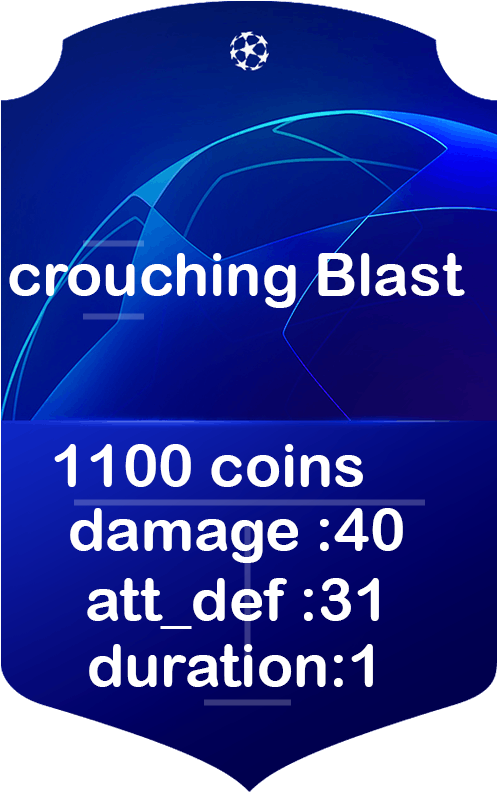 crouching Blast
1100 coins
damage :40
att_def :31
duration:1